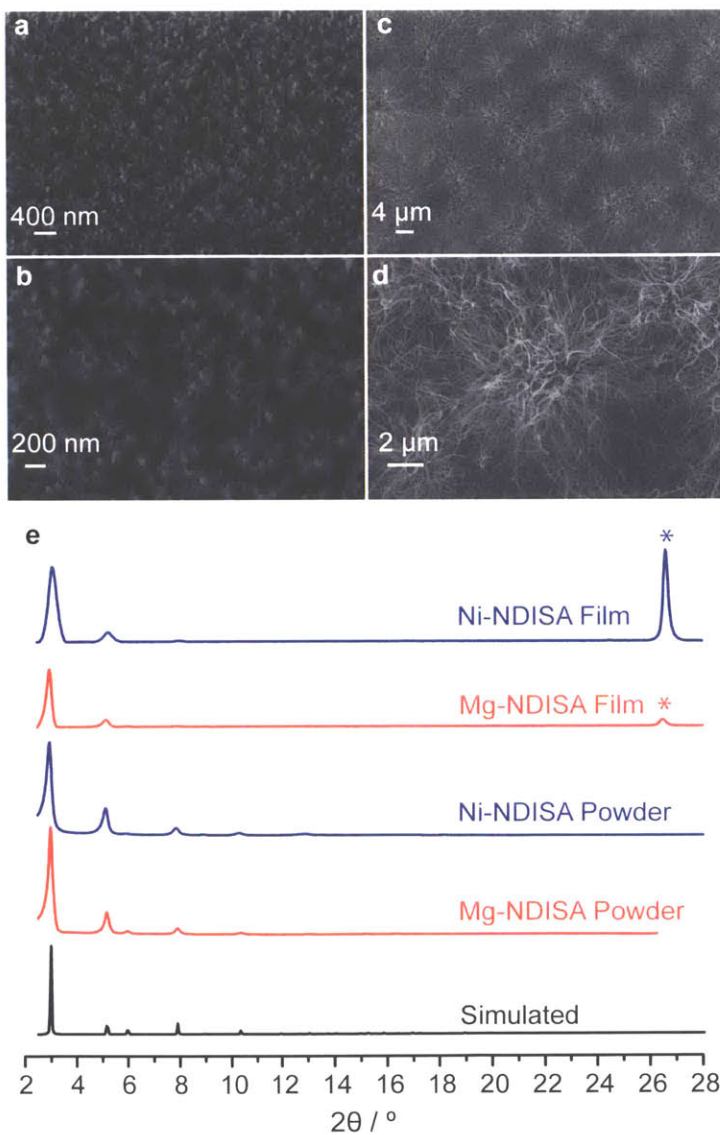 a
c
400 nm
4 µm
b
d
200 nm
2 µm
e
*
Ni-NDISA Film
Mg-NDISA Film *
Ni-NDISA Powder
Mg-NDISA Powder
Simulated
2 4 6 8 10 12 14 16 18 20 22 24 26 28
2θ / º